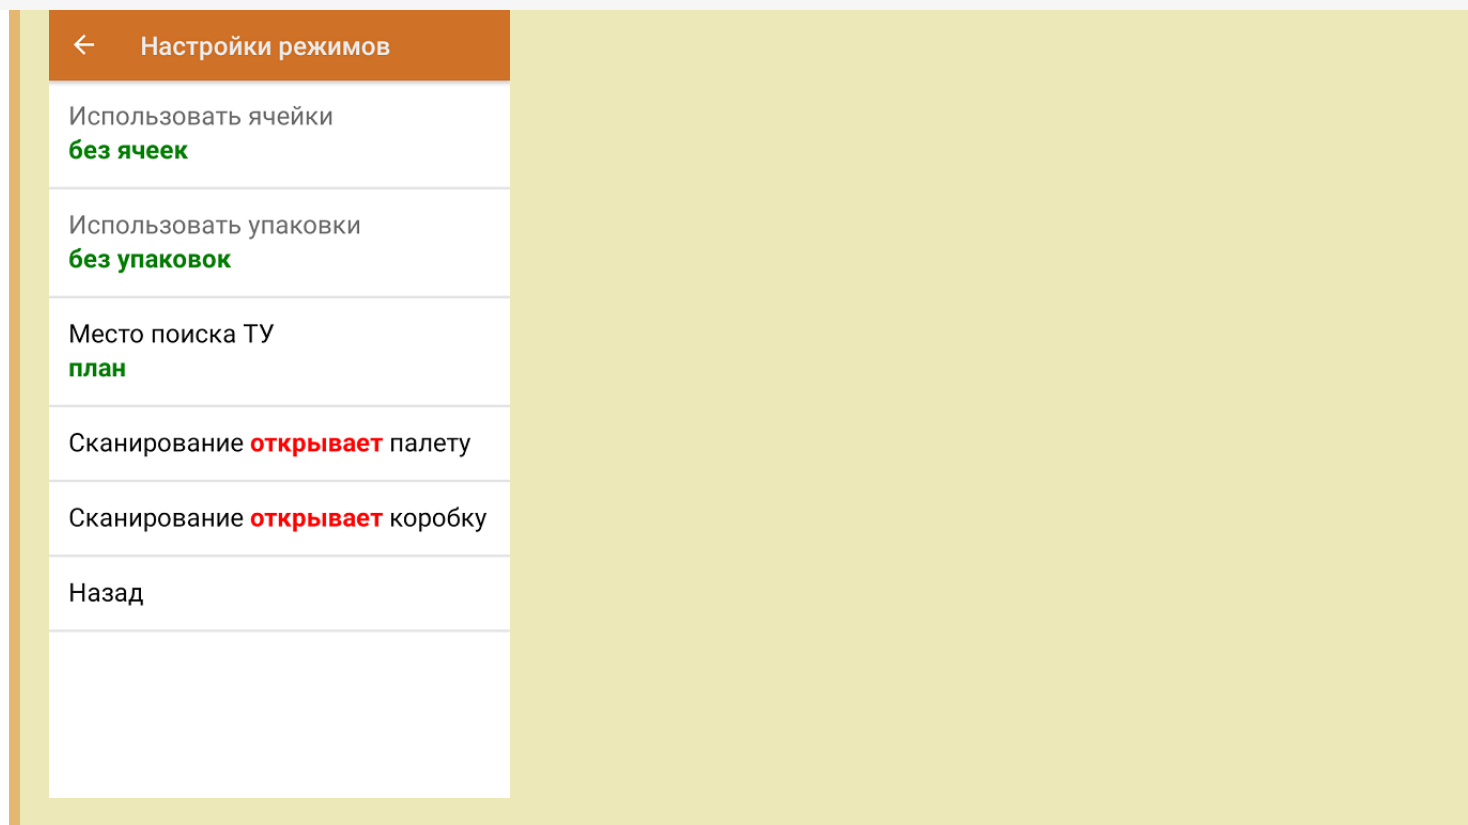 Настройки режимов
Использовать ячейки
без ячеек
Использовать упаковки
без упаковок
Место поиска ТУ
план
Сканирование открывает палету
Сканирование открывает коробку
Назад